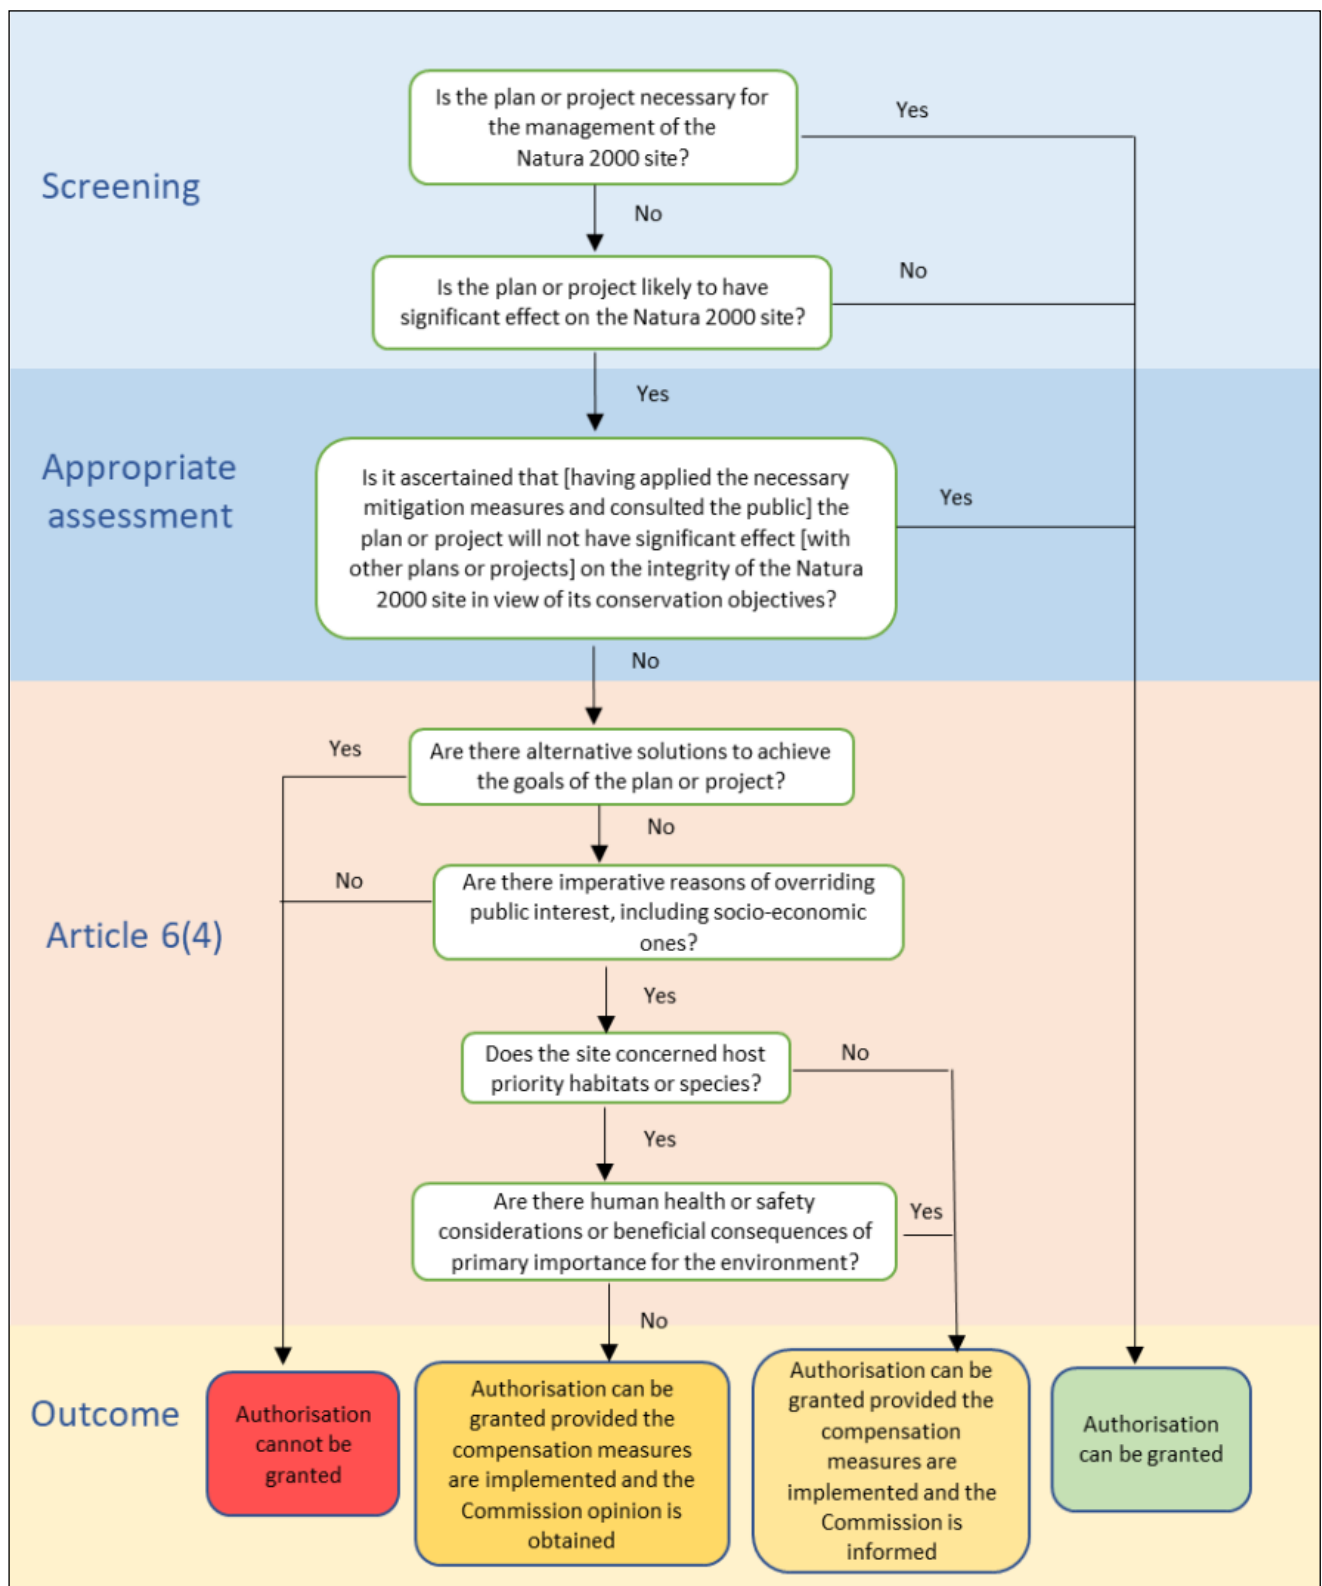 Screening
Is the plan or project necessary for
the management of the
Natura 2000 site?
Yes
No
Is the plan or project likely to have
significant effect on the Natura 2000 site?
No
Yes
Appropriate
assessment
Is it ascertained that [having applied the necessary
mitigation measures and consulted the public] the
plan or project will not have significant effect [with
other plans or projects] on the integrity of the Natura
2000 site in view of its conservation objectives?
Yes
No
Article 6(4)
Are there alternative solutions to achieve
the goals of the plan or project?
Yes
No
Are there imperative reasons of overriding
public interest, including socio-economic
ones?
No
Yes
Does the site concerned host
priority habitats or species?
No
Yes
Are there human health or safety
considerations or beneficial consequences of
primary importance for the environment?
Yes
No
Outcome
Authorisation
cannot be
granted
Authorisation can be
granted provided the
compensation measures
are implemented and the
Commission opinion is
obtained
Authorisation can be
granted provided the
compensation
measures are
implemented and the
Commission is
informed
Authorisation
can be granted